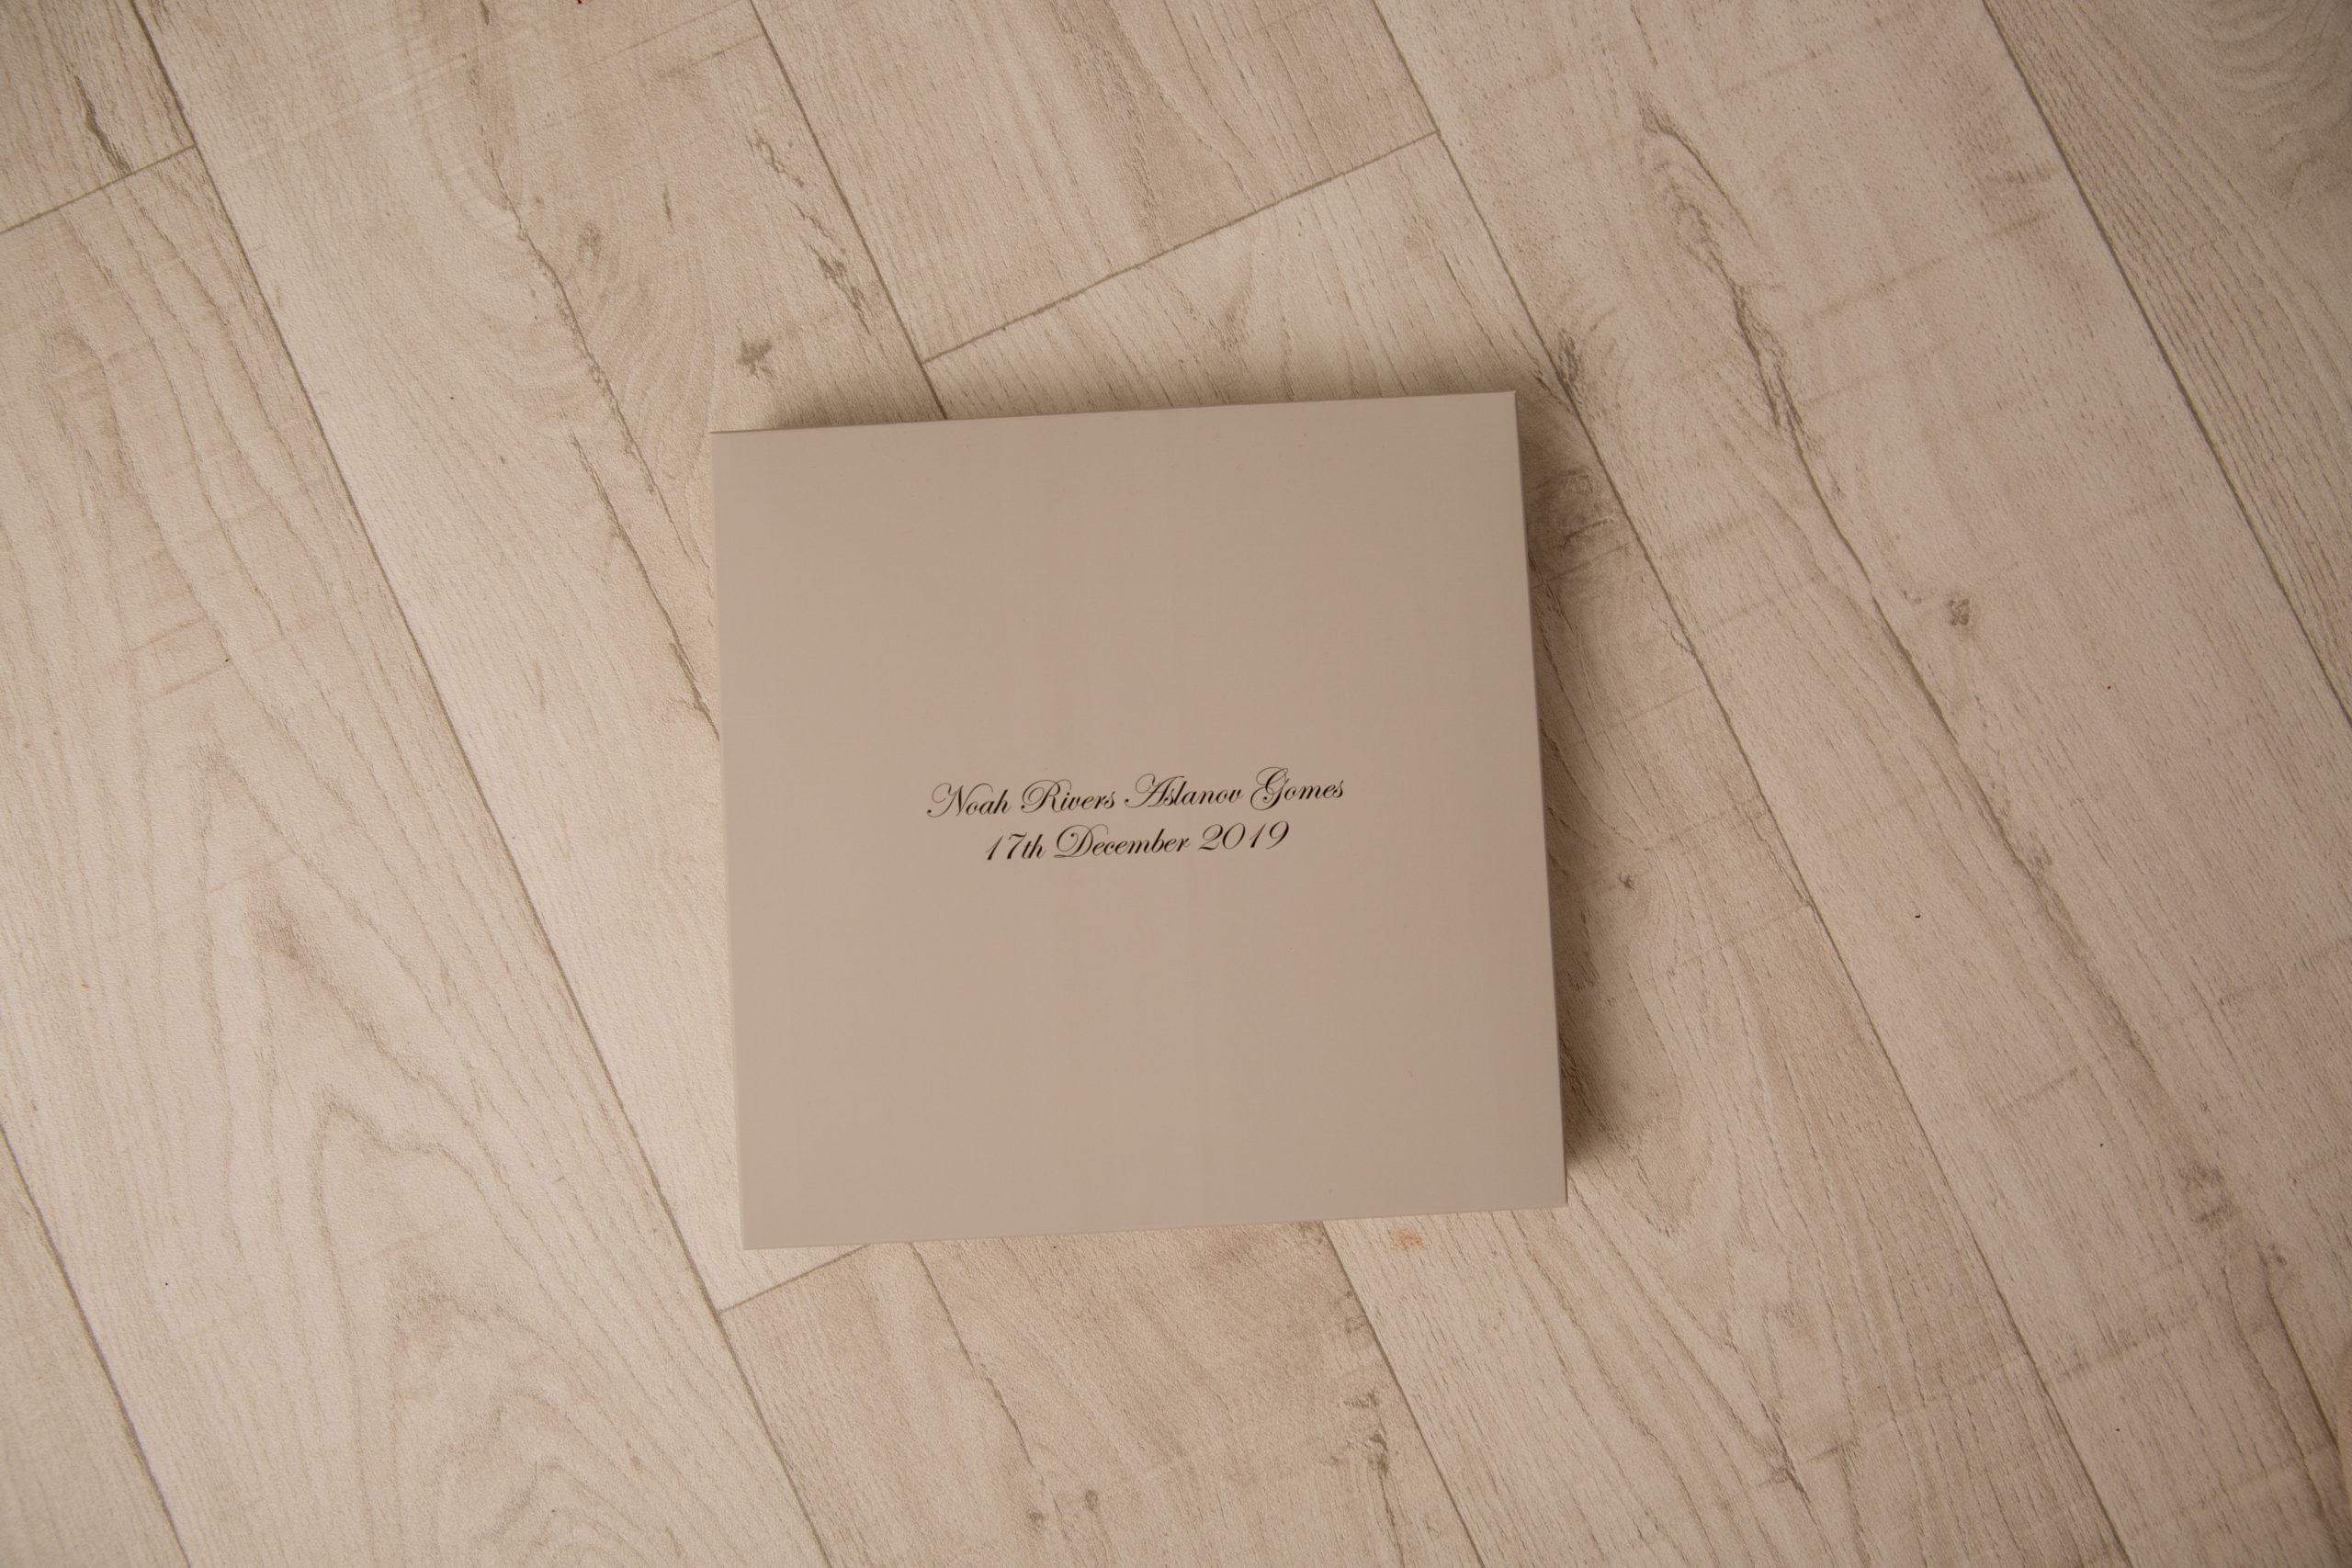 Noah Rivers Aslanov Gomes
17th December 2019